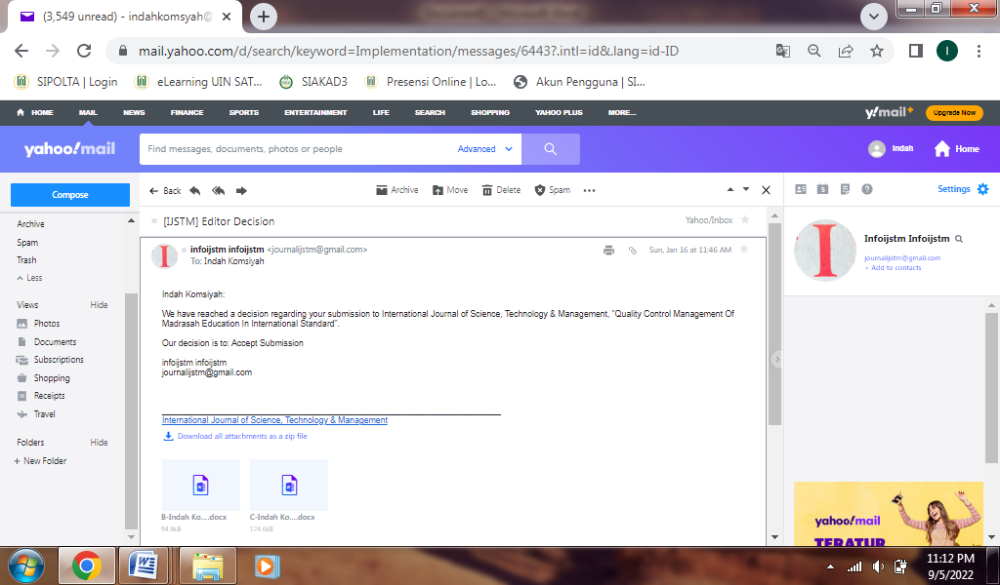 (3,549 unread) - indahkomsyah@
mail.yahoo.com/d/search/keyword=Implementation/messages/6443?.intl=id&.lang=id-ID
I
SIPOLTA | Login eLearning UIN SAT... SIAKAD3 Presensi Online | Lo... Akun Pengguna | SI...
HOME MAIL NEWS FINANCE SPORTS ENTERTAINMENT LIFE SEARCH SHOPPING YAHOO PLUS MORE... y!mail+ Upgrade Now
yahoo!mail Find messages, documents, photos or people Advanced Indah Home
Compose Back Archive Move Delete Spam ••• Settings
Archive
Spam
Trash
Less
Views Hide
Photos
Documents
Subscriptions
Shopping
Receipts
Travel
Folders Hide
+ New Folder
[IJSTM] Editor Decision Yahoo/Inbox
infoijstm infoijstm <journalijstm@gmail.com> Sun, Jan 16 at 11:46 AM
To: Indah Komsiyah
Indah Komsiyah:
We have reached a decision regarding your submission to International Journal of Science, Technology & Management, "Quality Control Management Of
Madrasah Education In International Standard".
Our decision is to: Accept Submission
infoijstm infoijstm
journalijstm@gmail.com
International Journal of Science, Technology & Management
Download all attachments as a zip file
B-Indah Ko....docx C-Indah Ko....docx
94.8kB 124.6kB
Infoijstm Infoijstm
journalijstm@gmail.com
+ Add to contacts
yahoo!mail
TERATUR
11:12 PM
9/5/2022